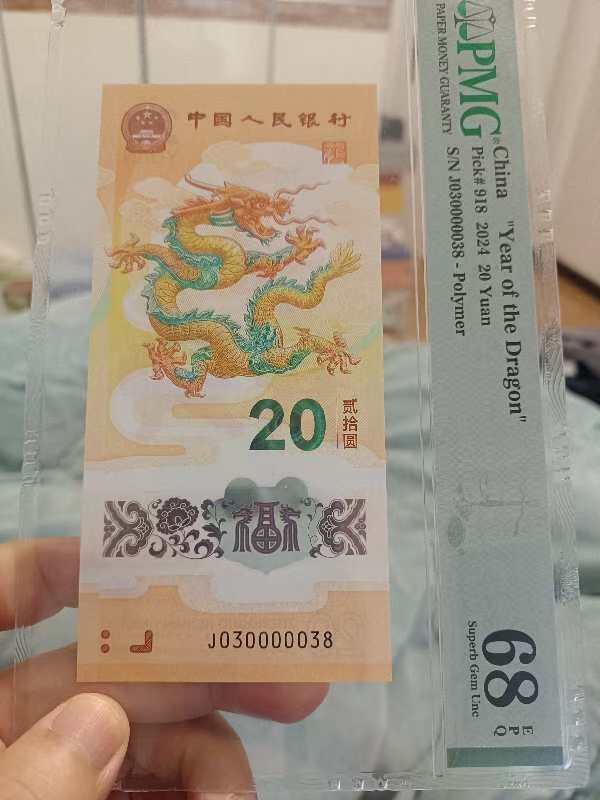 中国人民银行
20
贰拾圆
福
J030000038
PMG
PAPER MONEY GUARANTY
China "Year of the Dragon"
Pick# 918 2024 20 Yuan
S/N J030000038 - Polymer
68
EPQ
Superb Gem Unc